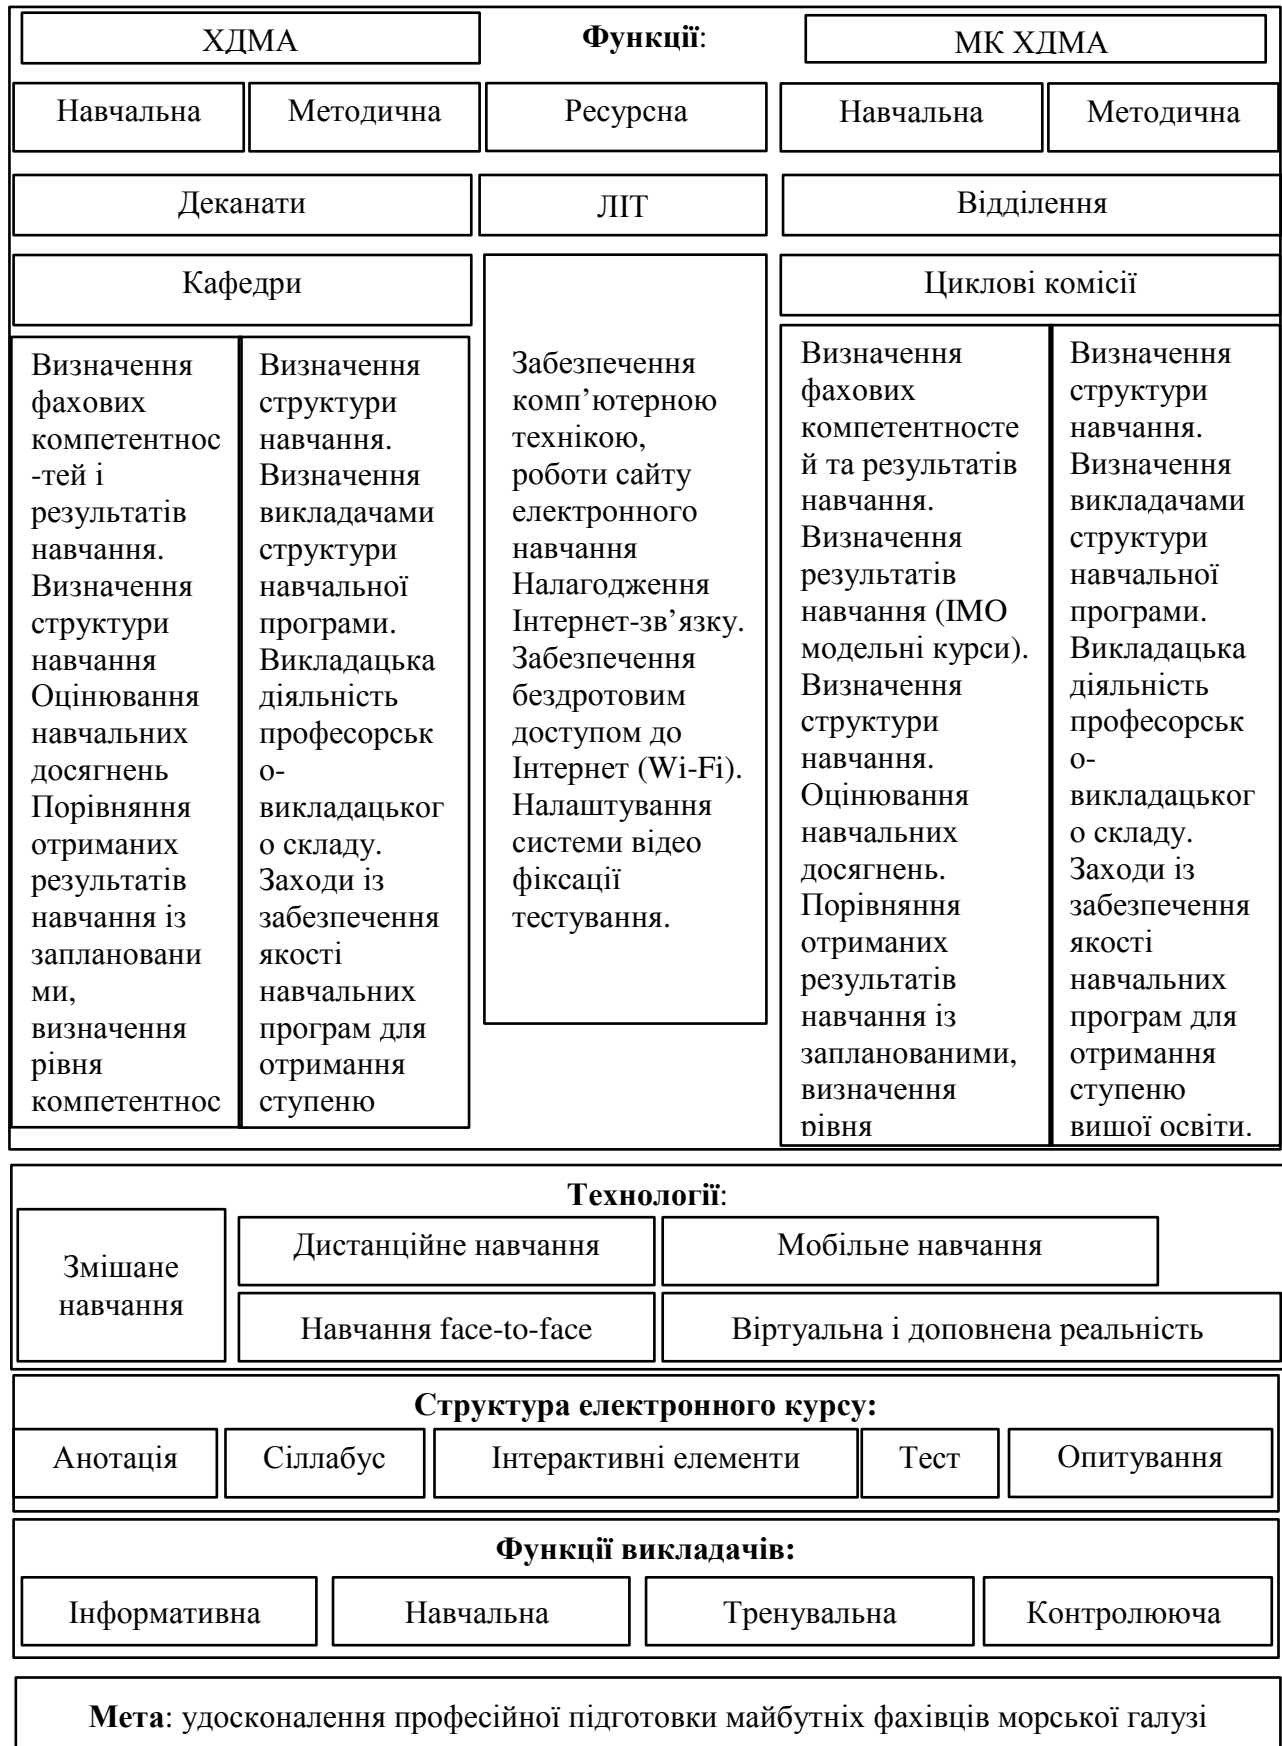 ХДМА
Функції:
МК ХДМА
Навчальна
Методична
Ресурсна
Навчальна
Методична
Деканати
ЛІТ
Відділення
Кафедри
Циклові комісії
Визначення
фахових
компетентнос
-тей і
результатів
навчання.
Визначення
структури
навчання
Оцінювання
навчальних
досягнень
Порівняння
отриманих
результатів
навчання із
запланованих
ми,
визначення
рівня
компетентнос
Визначення
структури
навчання.
Визначення
викладачами
структури
навчальної
програми.
Викладацька
діяльність
професорськ
о-
викладацьког
о складу.
Заходи із
забезпечення
якості
навчальних
програм для
отримання
ступеню
Забезпечення
комп’ютерною
технікою,
роботи сайту
електронного
навчання
Налагодження
Інтернет-зв’язку.
Забезпечення
бездротовим
доступом до
Інтернет (Wi-Fi).
Налаштування
системи відео
фіксації
тестування.
Визначення
фахових
компетентносте
й та результатів
навчання.
Визначення
результатів
навчання (ІМО
модельні курси).
Визначення
структури
навчання.
Оцінювання
навчальних
досягнень.
Порівняння
отриманих
результатів
навчання із
запланованими,
визначення
рівня
Визначення
структури
навчання.
Визначення
викладачами
структури
навчальної
програми.
Викладацька
діяльність
професорськ
о-
викладацьког
о складу.
Заходи із
забезпечення
якості
навчальних
програм для
отримання
ступеню
вищої освіти.
Технології:
Змішане
навчання
Дистанційне навчання
Мобільне навчання
Навчання face-to-face
Віртуальна і доповнена реальність
Структура електронного курсу:
Анотація
Сіллабус
Інтерактивні елементи
Тест
Опитування
Функції викладачів:
Інформативна
Навчальна
Тренувальна
Контролююча
Мета: удосконалення професійної підготовки майбутніх фахівців морської галузі